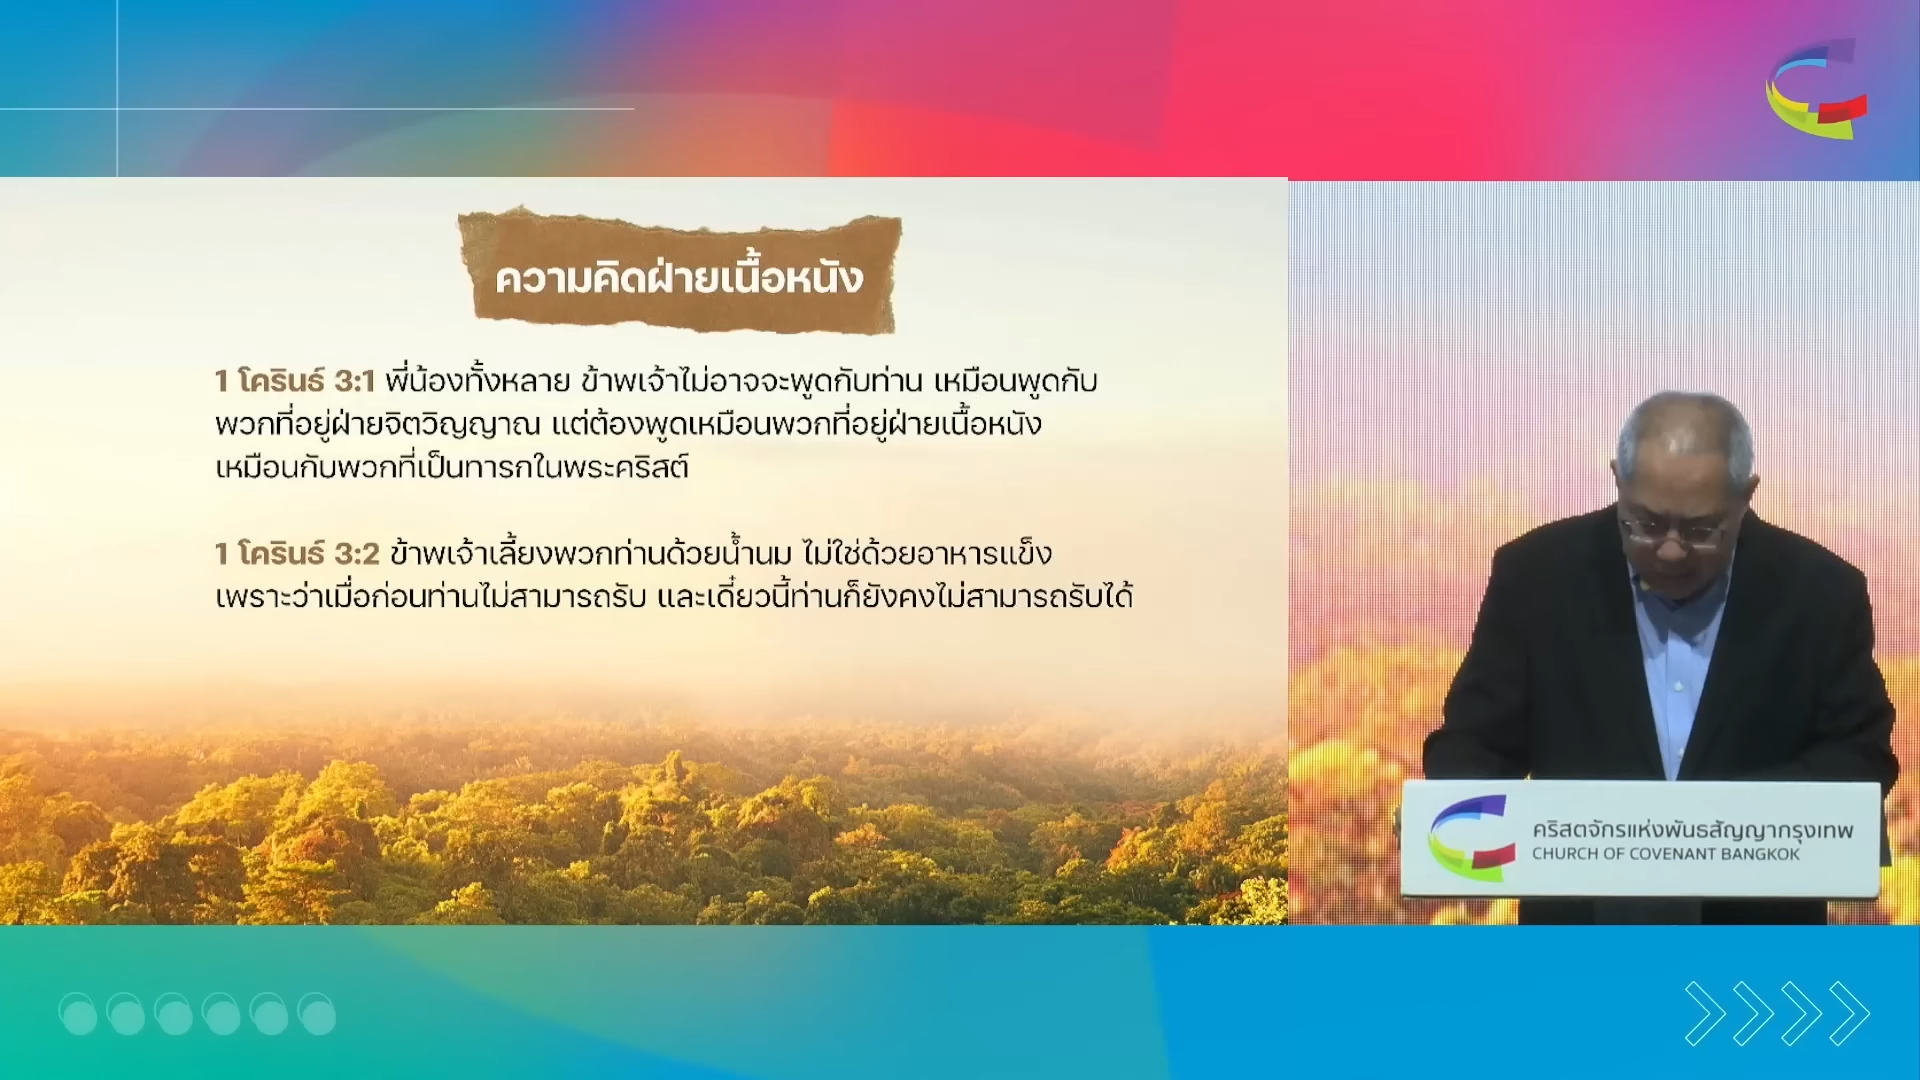 ความคิดฝ่ายเนื้อหนัง
1 โครินธ์ 3:1 พี่น้องทั้งหลาย ข้าพเจ้าไม่อาจจะพูดกับท่าน เหมือนพูดกับ
พวกที่อยู่ฝ่ายจิตวิญญาณ แต่ต้องพูดเหมือนพวกที่อยู่ฝ่ายเนื้อหนัง
เหมือนกับพวกที่เป็นทารกในพระคริสต์
1 โครินธ์ 3:2 ข้าพเจ้าเลี้ยงพวกท่านด้วยน้ำนม ไม่ใช่ด้วยอาหารแข็ง
เพราะว่าเมื่อก่อนท่านไม่สามารถรับ และเดี๋ยวนี้ท่านก็ยังคงไม่สามารถรับได้
คริสตจักรแห่งพันธสัญญากรุงเทพ
CHURCH OF COVENANT BANGKOK